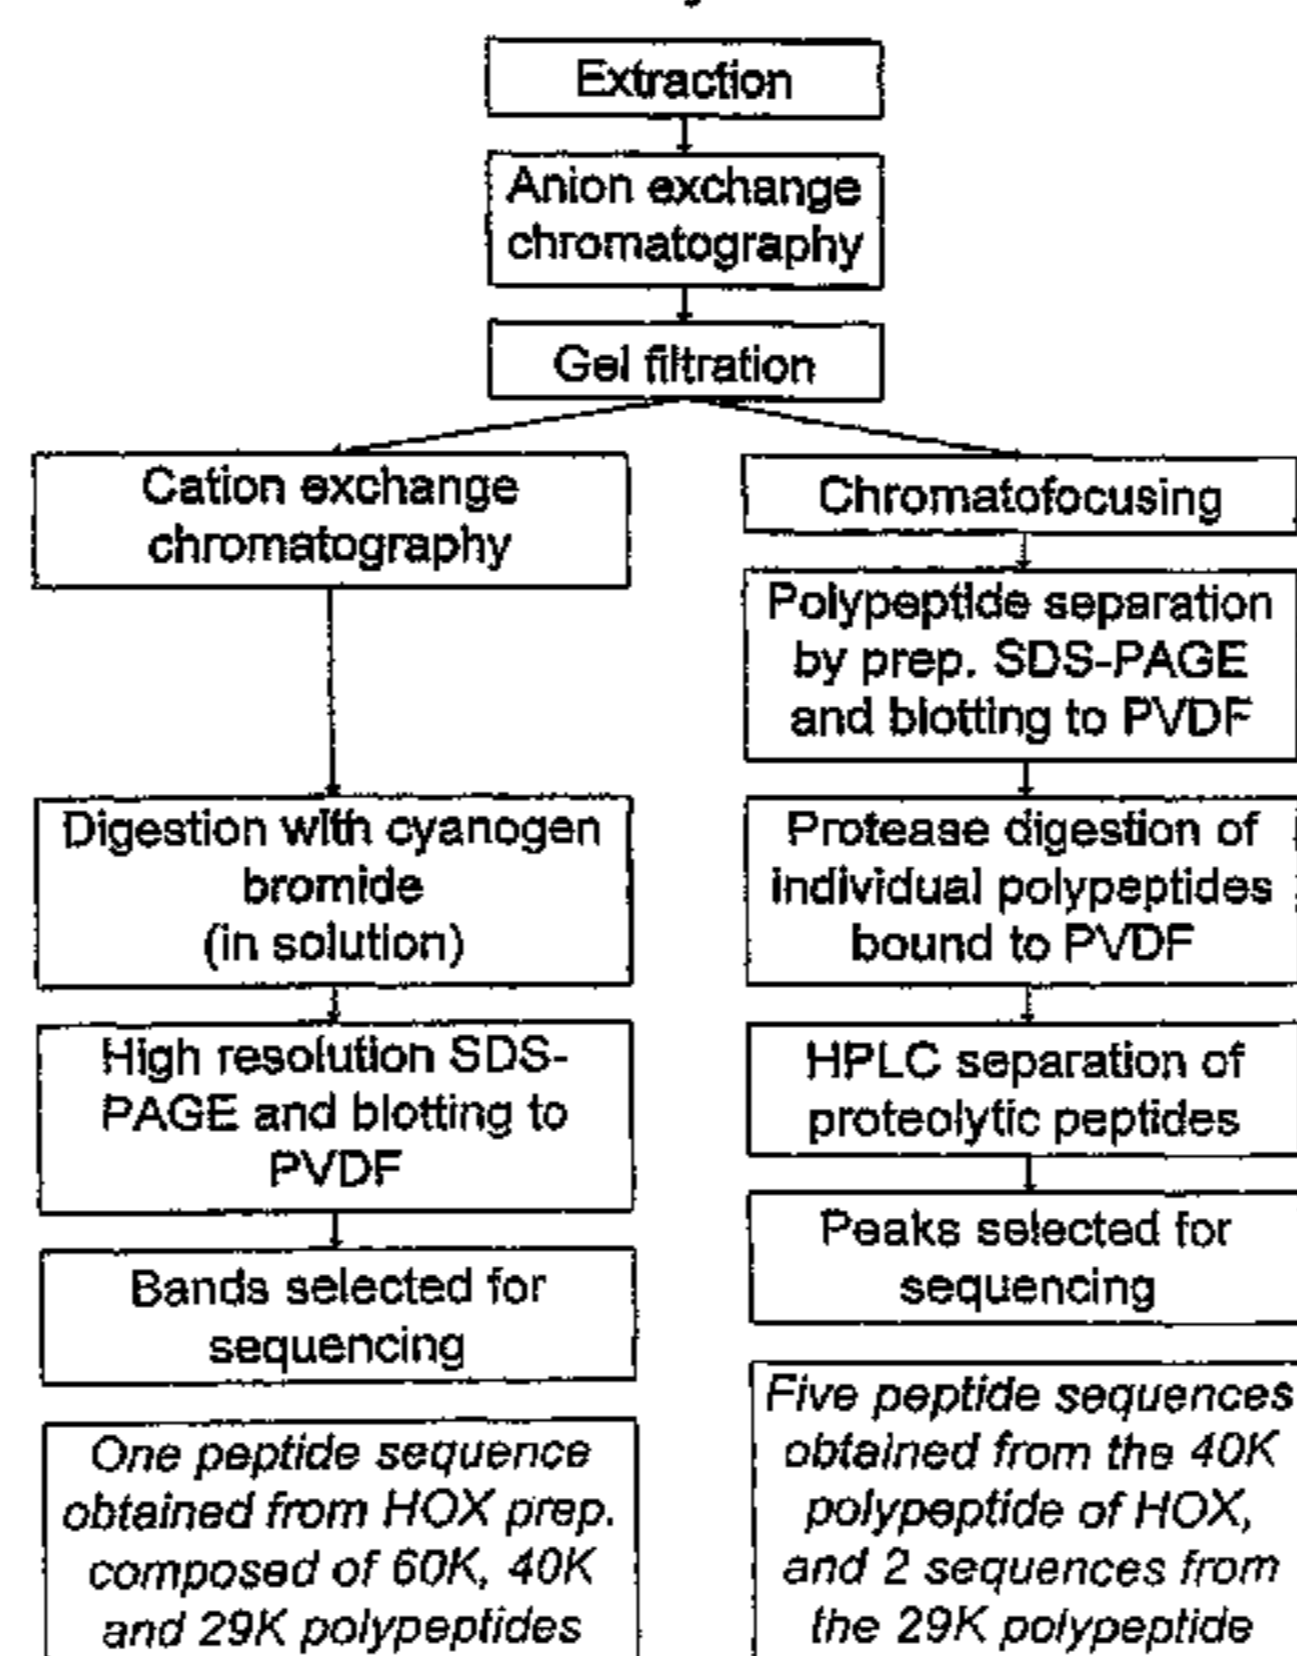 Extraction
Anion exchange
chromatography
Gel filtration
Cation exchange
chromatography
Digestion with cyanogen
bromide
(in solution)
High resolution SDS-
PAGE and blotting to
PVDF
Bands selected for
sequencing
One peptide sequence
obtained from HOX prep.
composed of 60K, 40K
and 29K polypeptides
Chromatofocusing
Polypeptide separation
by prep. SDS-PAGE
and blotting to PVDF
Protease digestion of
individual polypeptides
bound to PVDF
HPLC separation of
proteolytic peptides
Peaks selected for
sequencing
Five peptide sequences
obtained from the 40K
polypeptide of HOX,
and 2 sequences from
the 29K polypeptide